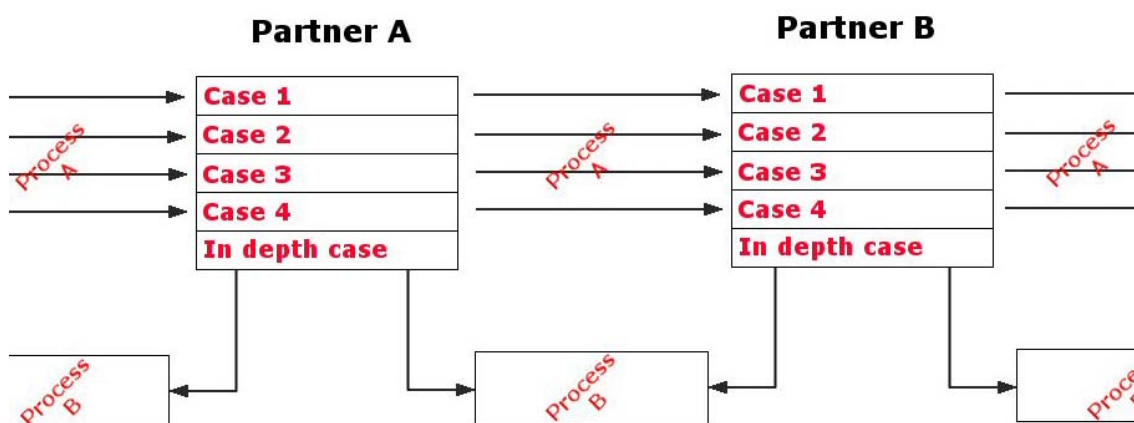 Partner A
Partner B
Case 1
Case 2
Case 3
Case 4
In depth case
Case 1
Case 2
Case 3
Case 4
In depth case
Process
A
Process
A
Process
A
Process
B
Process
B